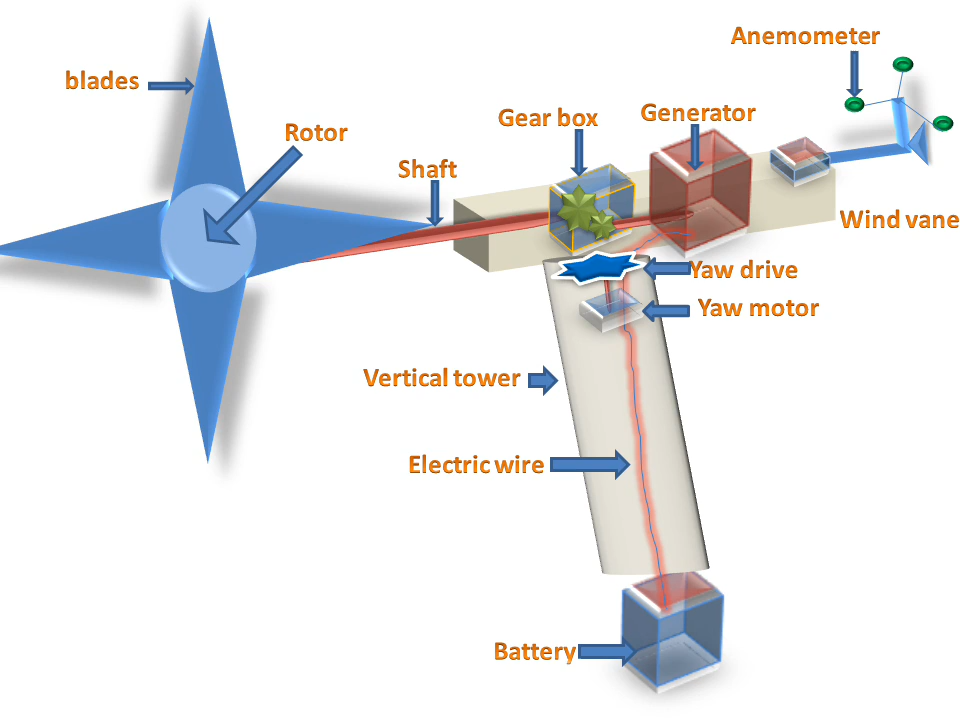 Anemometer
blades
Generator
Gear box
Rotor
Shaft
Wind vane
Yaw drive
Yaw motor
Vertical tower
Electric wire
Battery